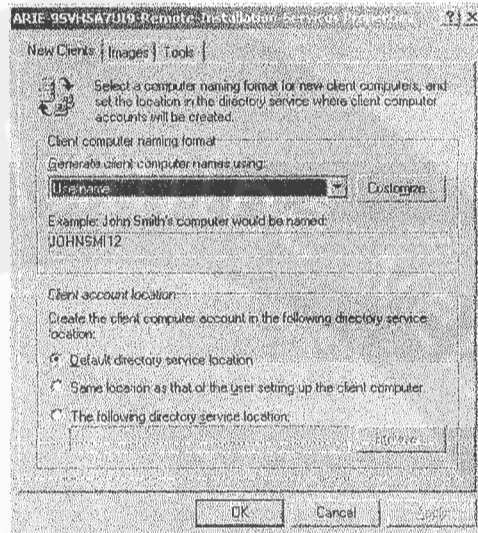 ARIE-95VHSA7UI9-Remote-Installation-Services Properties ? X
New Clients Images Tools
Select a computer naming format for new client computers, and
set the location in the directory service where client computer
accounts will be created.
Client computer naming format
Generate client computer names using:
Username Customize...
Example: John Smith's computer would be named:
JOHNSMI12
Client account location
Create the client computer account in the following directory service
location:
Default directory service location
Same location as that of the user setting up the client computer
The following directory service location:
Browse...
OK Cancel Apply